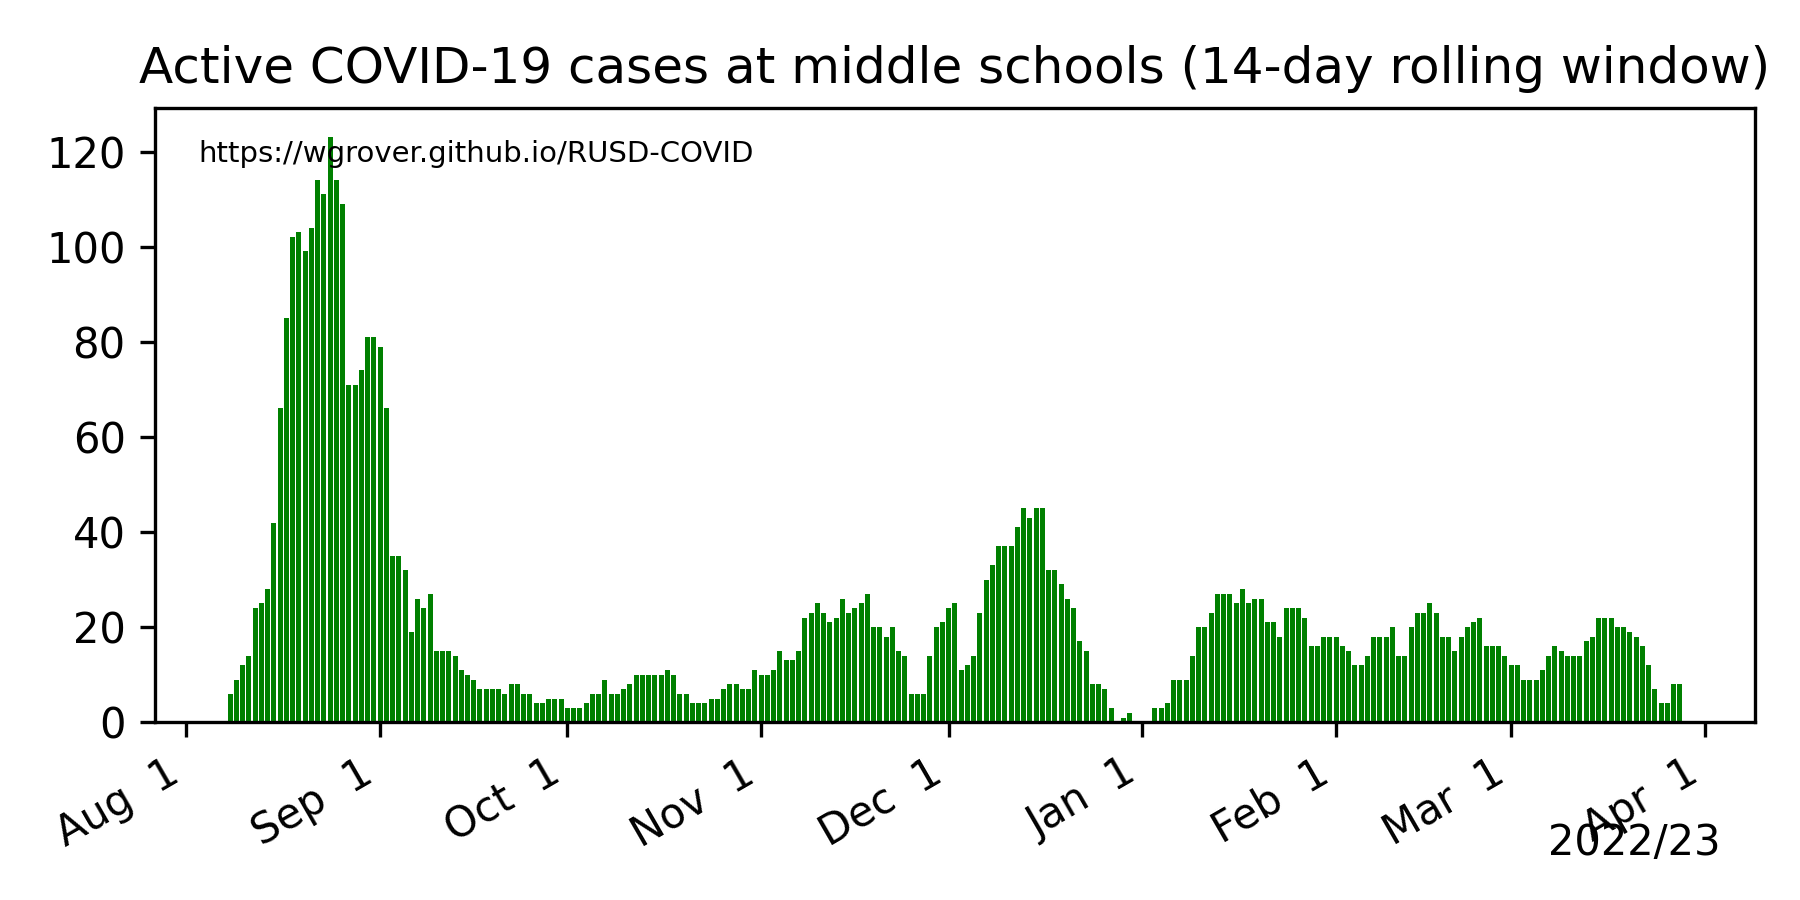 Active COVID-19 cases at middle schools (14-day rolling window)
https://wgrover.github.io/RUSD-COVID
120
100
80
60
40
20
0
Aug 1
Sep 1
Oct 1
Nov 1
Dec 1
Jan 1
Feb 1
Mar 1
Apr 1
2022/23